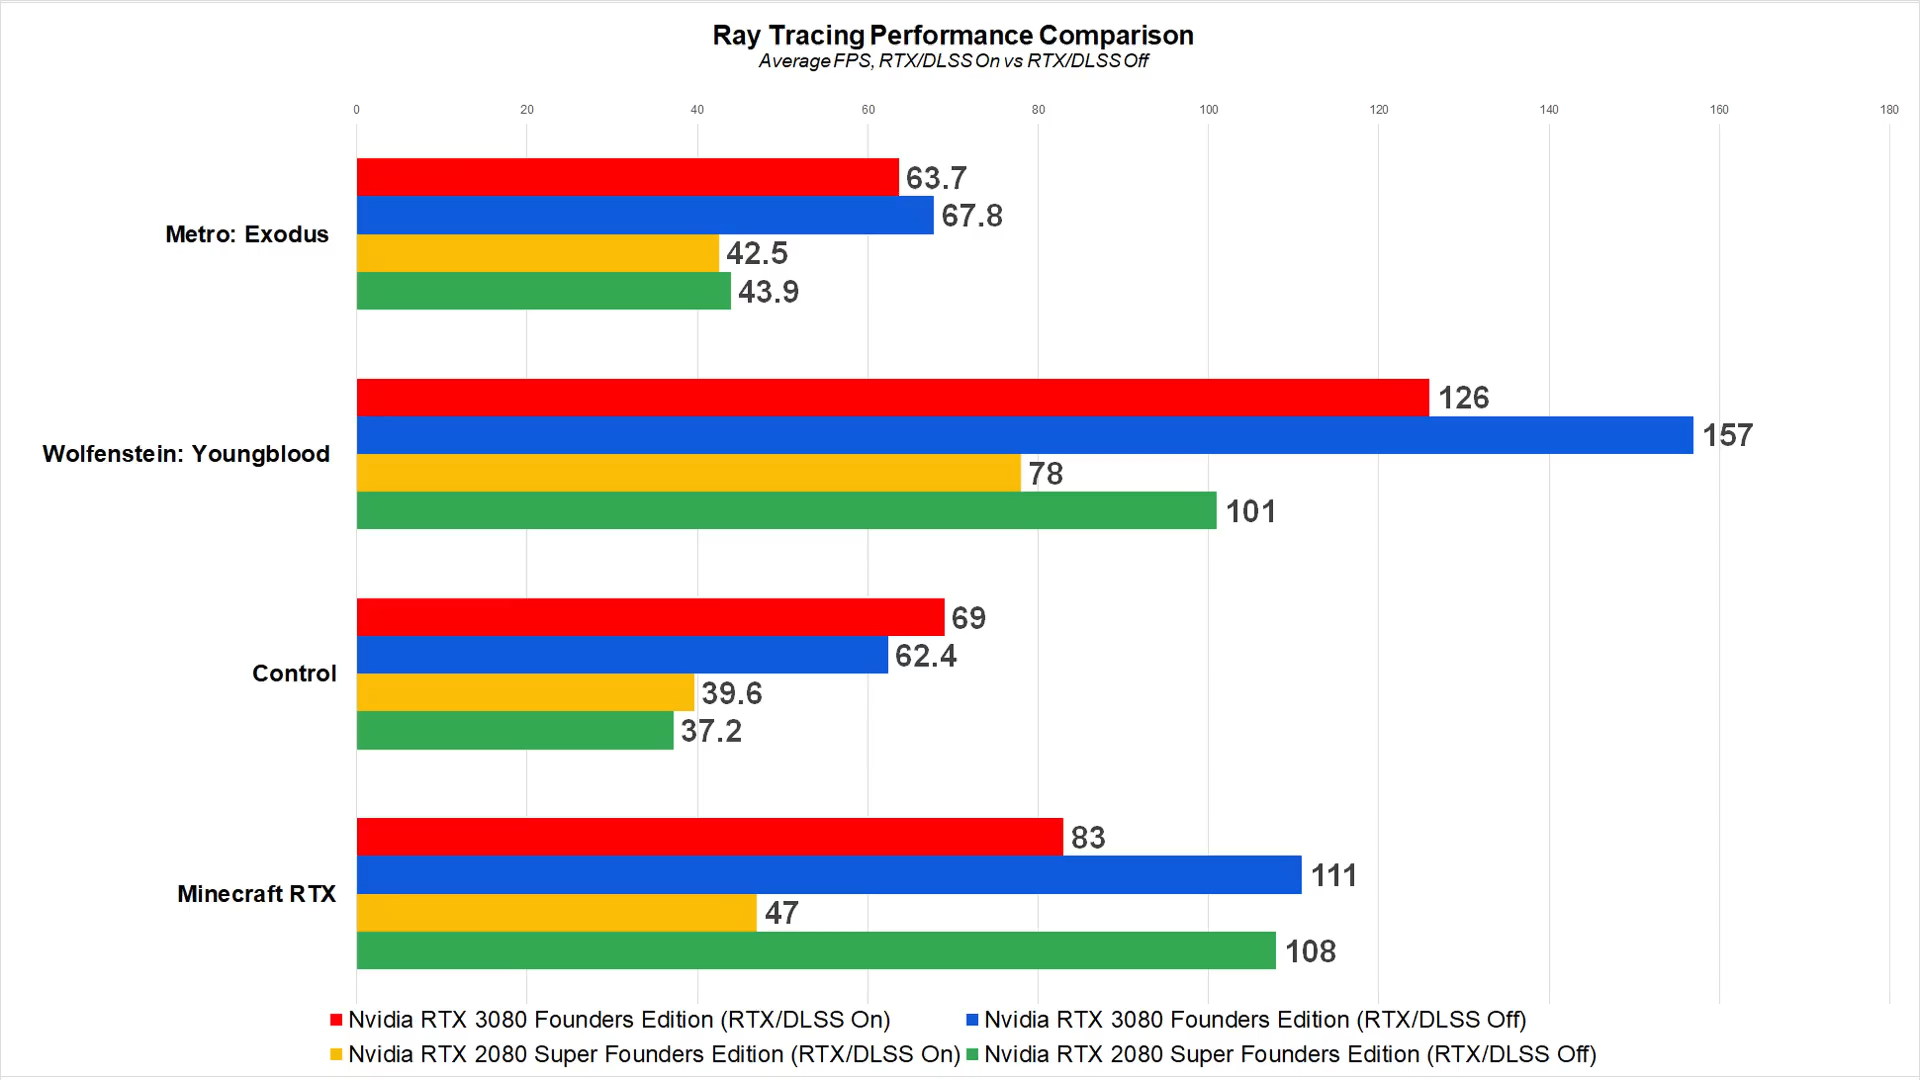 Ray Tracing Performance Comparison
Average FPS, RTX/DLSS On vs RTX/DLSS Off
0 20 40 60 80 100 120 140 160 180
63.7
67.8
Metro: Exodus
42.5
43.9
126
157
Wolfenstein: Youngblood
78
101
69
62.4
Control
39.6
37.2
83
111
Minecraft RTX
47
108
Nvidia RTX 3080 Founders Edition (RTX/DLSS On) Nvidia RTX 3080 Founders Edition (RTX/DLSS Off)
Nvidia RTX 2080 Super Founders Edition (RTX/DLSS On) Nvidia RTX 2080 Super Founders Edition (RTX/DLSS Off)